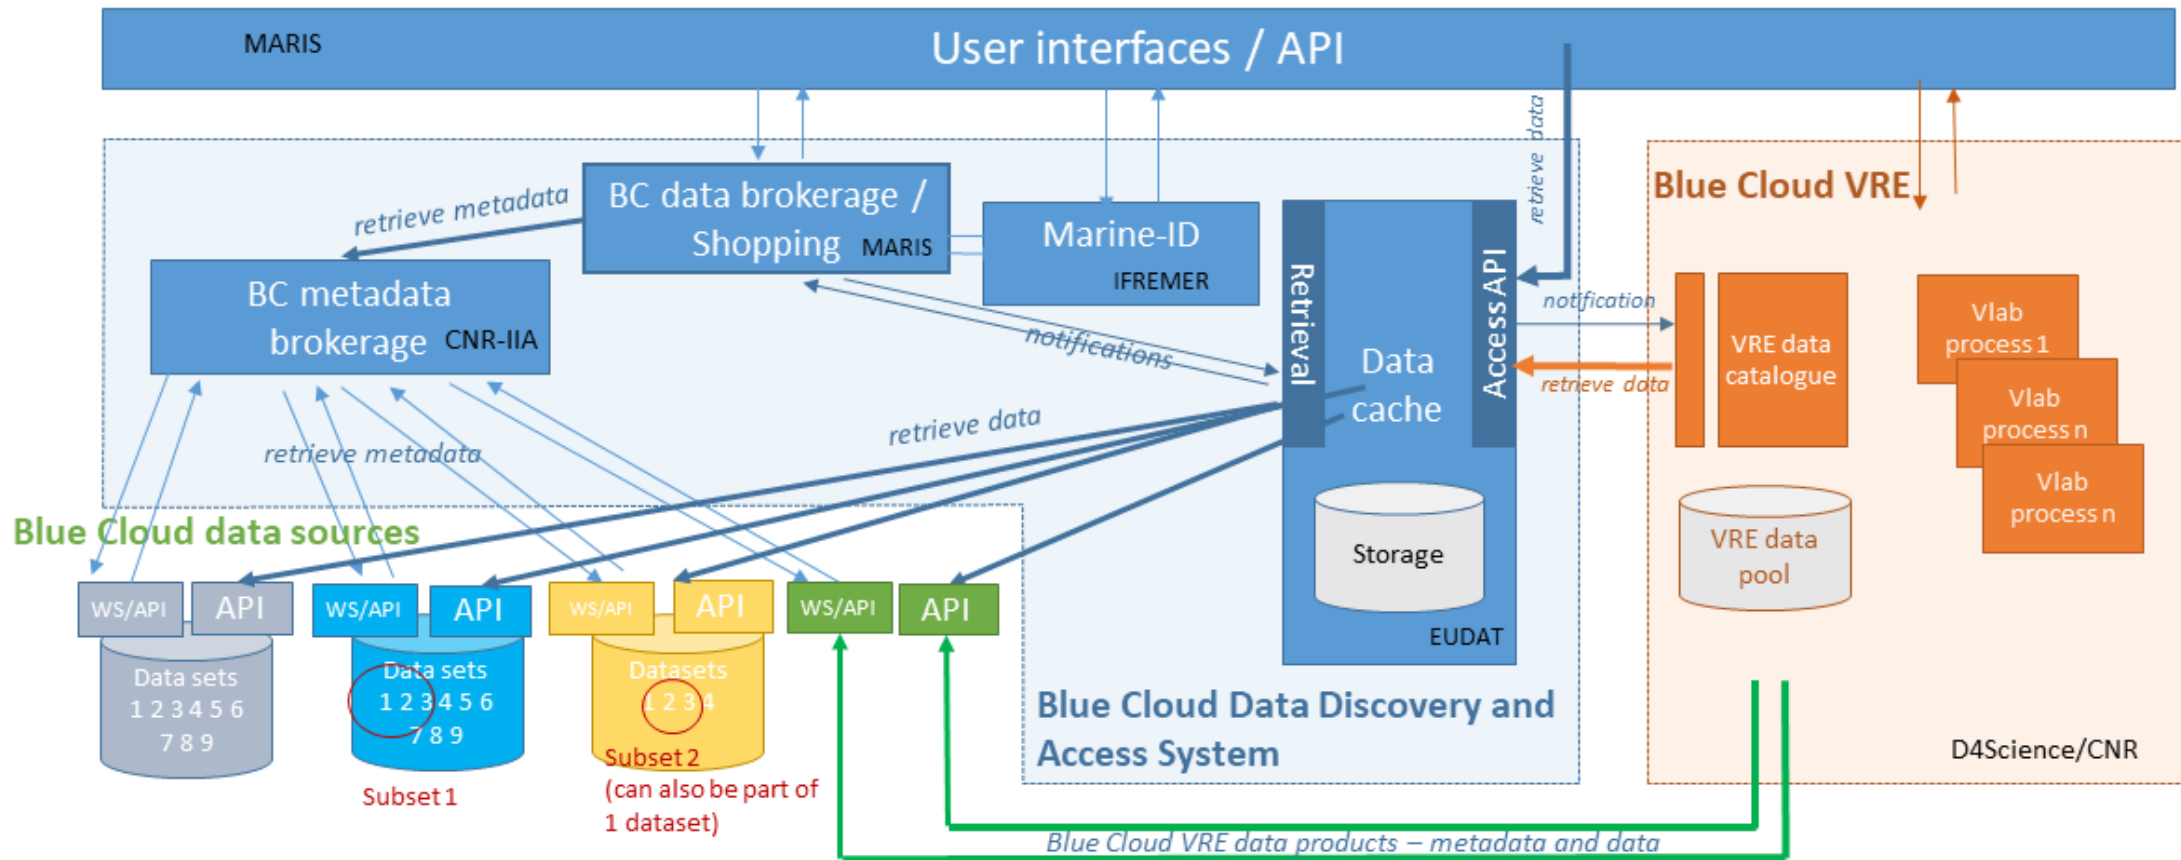 MARIS
User interfaces / API
retrieve data
BC data brokerage /
Shopping
MARIS
retrieve metadata
Marine-ID
IFREMER
BC metadata
brokerage
CNR-IIA
notifications
Retrieval
Access API
Data
cache
Storage
EUDAT
notification
retrieve data
retrieve data
retrieve metadata
Blue Cloud VRE
VRE data
catalogue
Vlab
process 1
Vlab
process n
Vlab
process n
VRE data
pool
D4Science/CNR
Blue Cloud data sources
WS/API
API
WS/API
API
WS/API
API
WS/API
API
Data sets
1 2 3 4 5 6
7 8 9
Data sets
1 2 3 4 5 6
7 8 9
Datasets
1 2 3 4
Subset 1
Subset 2
(can also be part of
1 dataset)
Blue Cloud Data Discovery and
Access System
Blue Cloud VRE data products – metadata and data